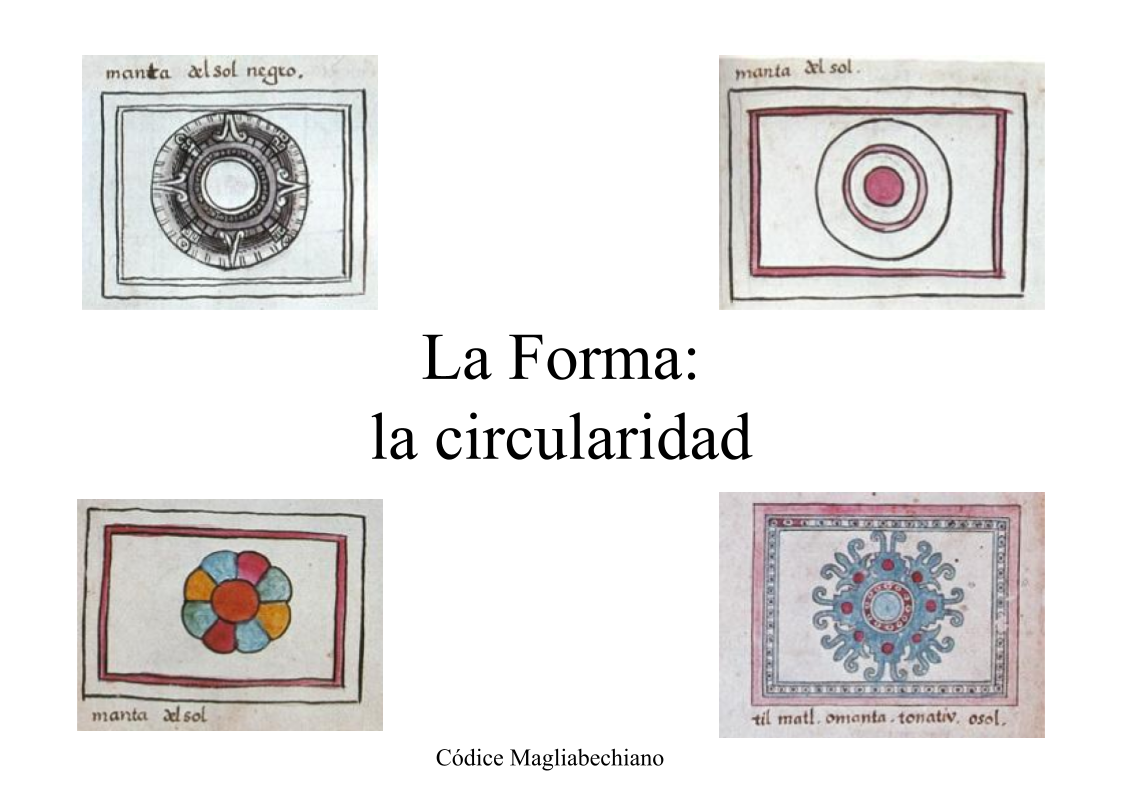 manta del sol negro.
manta del sol.
La Forma:
la circularidad
manta del sol
til matl. omanta. tonativ. osol.
Códice Magliabechiano